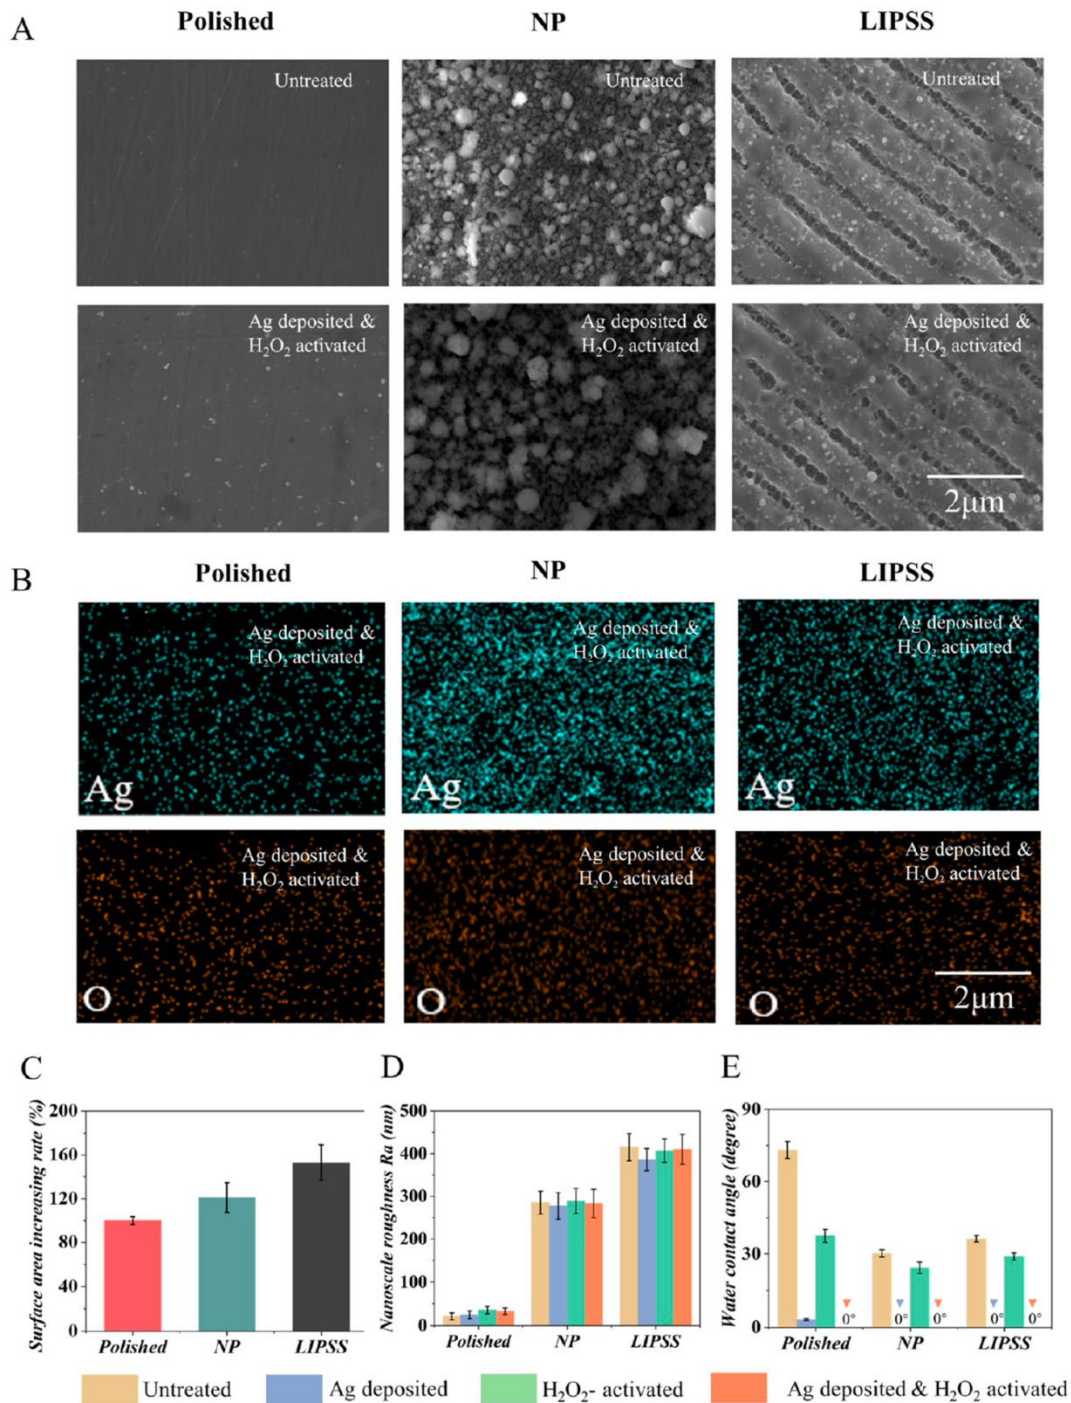 A
Polished
NP
LIPSS
Untreated
Untreated
Untreated
Ag deposited &
H₂O₂ activated
Ag deposited &
H₂O₂ activated
Ag deposited &
H₂O₂ activated
2μm
B
Polished
NP
LIPSS
Ag deposited &
H₂O₂ activated
Ag
Ag deposited &
H₂O₂ activated
Ag
Ag deposited &
H₂O₂ activated
Ag
Ag deposited &
H₂O₂ activated
O
Ag deposited &
H₂O₂ activated
O
Ag deposited &
H₂O₂ activated
2μm
O
C
Surface area increasing rate (%)
200
160
120
80
40
0
Polished
NP
LIPSS
D
Nanoscale roughness Ra (nm)
500
400
300
200
100
0
Polished
NP
LIPSS
E
Water contact angle (degree)
90
60
30
0
0°
0°
0°
0°
0°
Polished
NP
LIPSS
Untreated
Ag deposited
H₂O₂- activated
Ag deposited & H₂O₂ activated